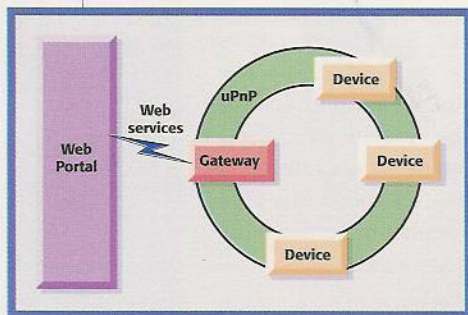 Web
Portal
Web
services
uPnP
Gateway
Device
Device
Device